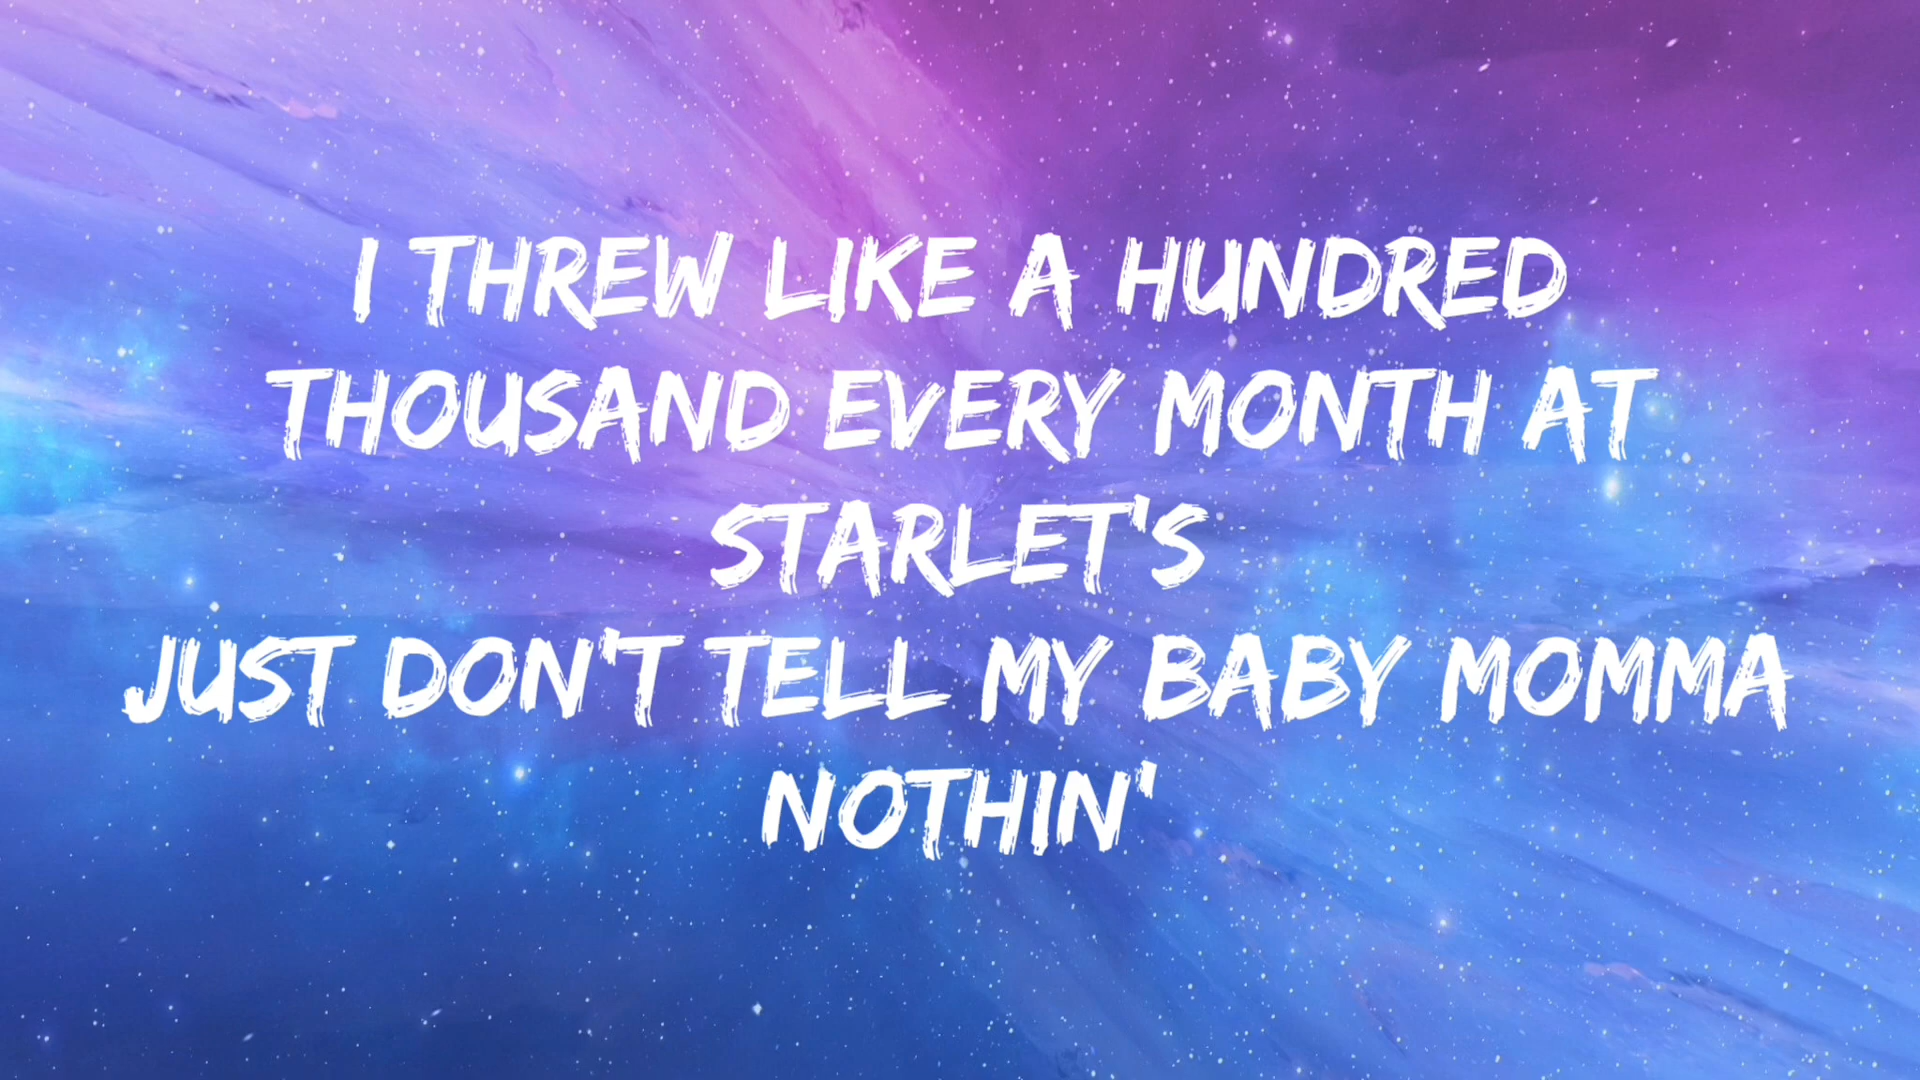 I THREW LIKE A HUNDRED
THOUSAND EVERY MONTH AT
STARLET'S
JUST DON'T TELL MY BABY MOMMA
NOTHIN'